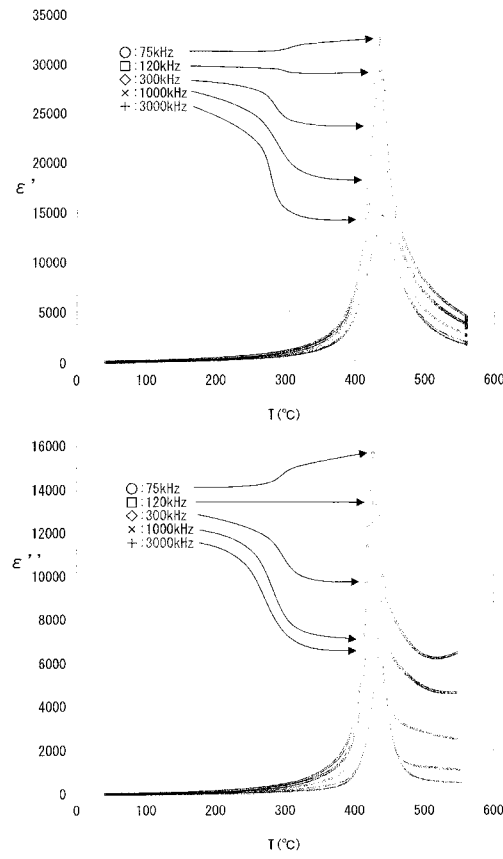 35000
30000
25000
20000
15000
10000
5000
0
ε'
○:75kHz
□:120kHz
◇:300kHz
×:1000kHz
+:3000kHz
0 100 200 300 400 500 600
T(℃)
16000
14000
12000
10000
8000
6000
4000
2000
0
ε''
○:75kHz
□:120kHz
◇:300kHz
×:1000kHz
+:3000kHz
0 100 200 300 400 500 600
T(℃)